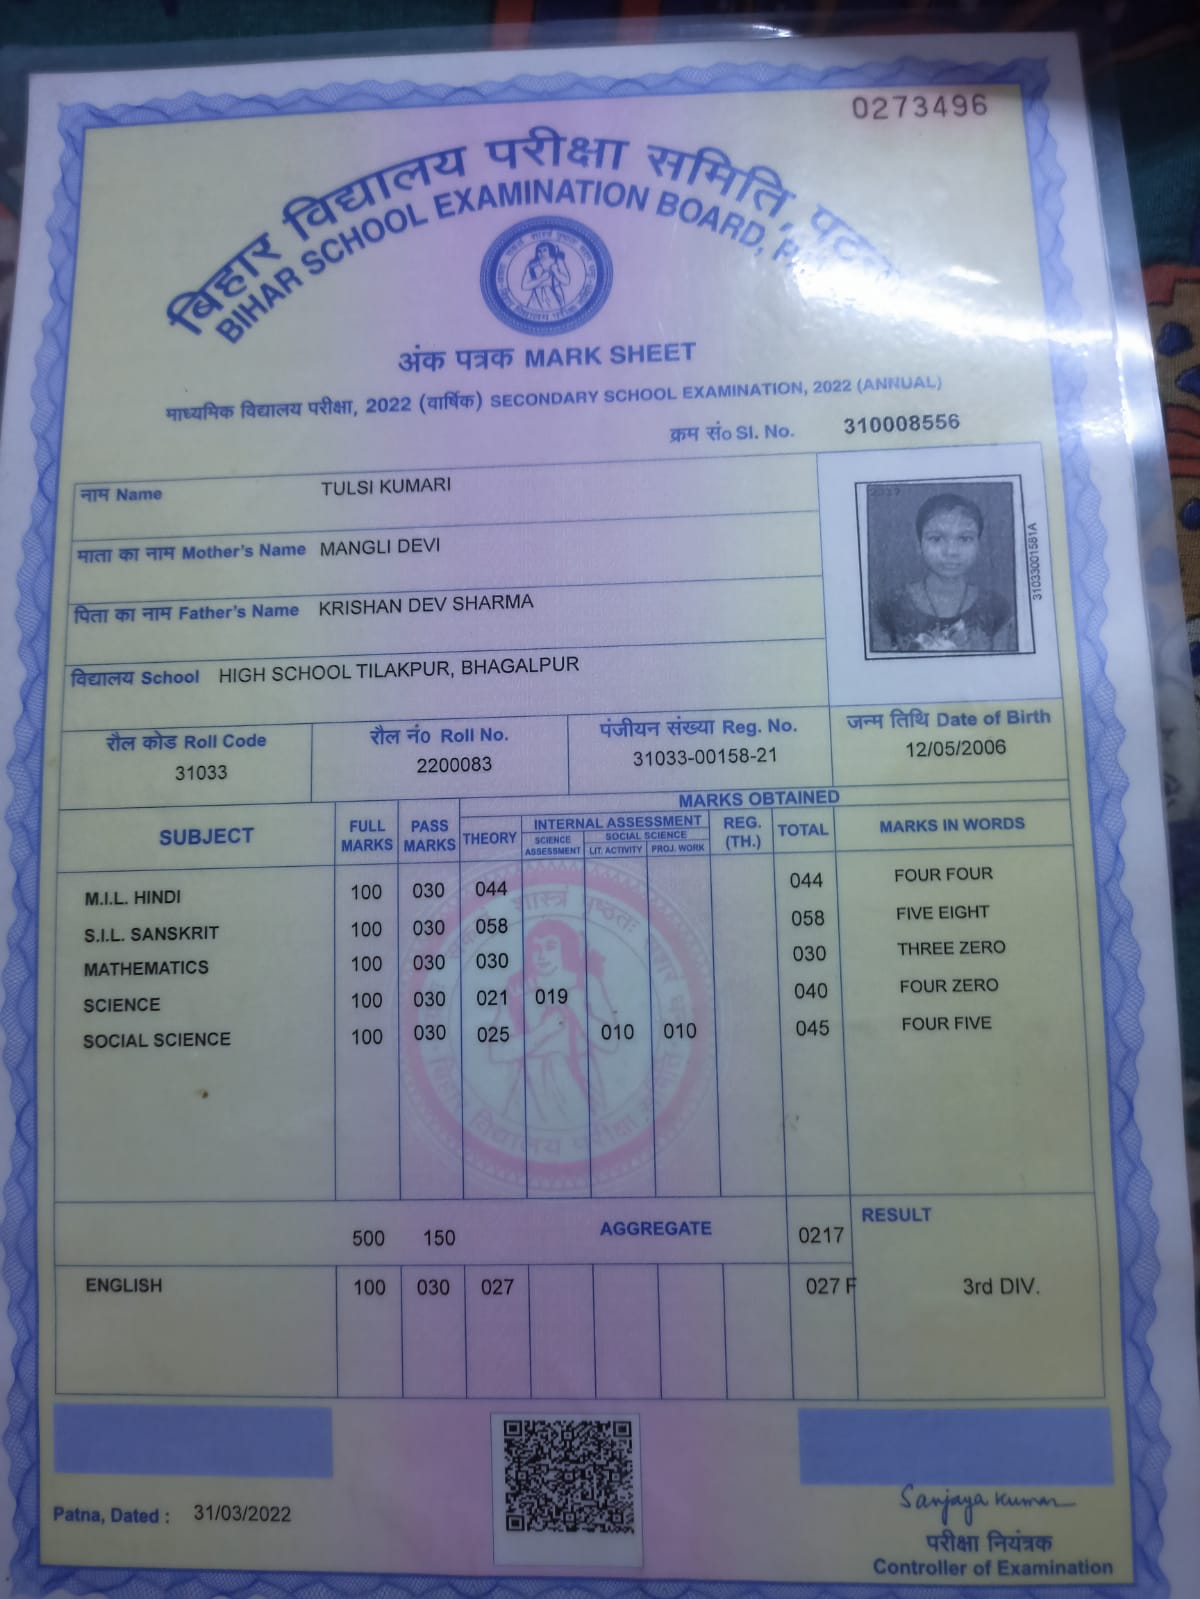 0273496
बिहार विद्यालय परीक्षा समिति,
BIHAR SCHOOL EXAMINATION BOARD,
अंक पत्रक MARK SHEET
माध्यमिक विद्यालय परीक्षा, 2022 (वार्षिक) SECONDARY SCHOOL EXAMINATION, 2022 (ANNUAL)
क्रम सं० Sl. No. 310008556
नाम Name TULSI KUMARI
माता का नाम Mother's Name MANGLI DEVI
पिता का नाम Father's Name KRISHAN DEV SHARMA
31033001581A
विद्यालय School HIGH SCHOOL TILAKPUR, BHAGALPUR
रौल कोड Roll Code रौल नं० Roll No. पंजीयन संख्या Reg. No. जन्म तिथि Date of Birth
31033 2200083 31033-00158-21 12/05/2006
MARKS OBTAINED
SUBJECT FULL MARKS PASS MARKS THEORY INTERNAL ASSESSMENT REG. (TH.) TOTAL MARKS IN WORDS
SCIENCE ASSESSMENT SOCIAL SCIENCE LIT. ACTIVITY PROJ. WORK
M.I.L. HINDI 100 030 044 044 FOUR FOUR
S.I.L. SANSKRIT 100 030 058 058 FIVE EIGHT
MATHEMATICS 100 030 030 030 THREE ZERO
SCIENCE 100 030 021 019 040 FOUR ZERO
SOCIAL SCIENCE 100 030 025 010 010 045 FOUR FIVE
500 150 AGGREGATE 0217 RESULT
ENGLISH 100 030 027 027 F 3rd DIV.
Patna, Dated : 31/03/2022
Sanjaya Kumar
परीक्षा नियंत्रक
Controller of Examination